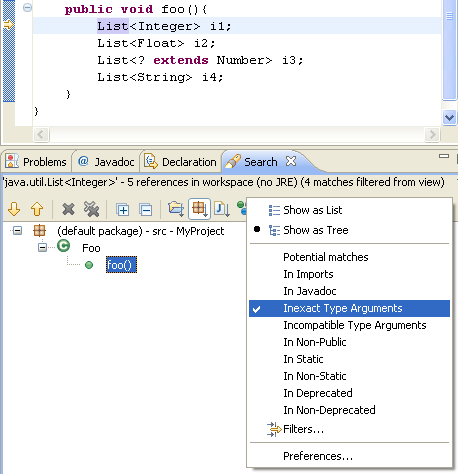 public void foo(){
List<Integer> i1;
List<Float> i2;
List<? extends Number> i3;
List<String> i4;
}
}
Problems @ Javadoc Declaration Search
'java.util.List<Integer>' - 5 references in workspace (no JRE) (4 matches filtered from view)
(default package) - src - MyProject
Foo
foo()
Show as List
Show as Tree
Potential matches
In Imports
In Javadoc
Inexact Type Arguments
Incompatible Type Arguments
In Non-Public
In Static
In Non-Static
In Deprecated
In Non-Deprecated
Filters...
Preferences...